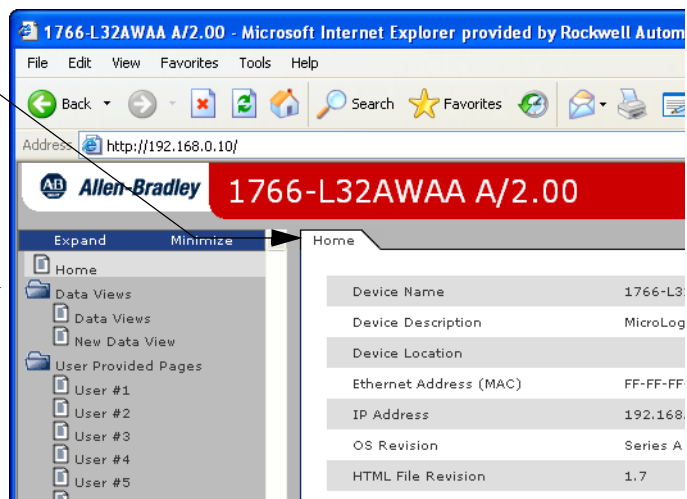 1766-L32AWAA A/2.00 - Microsoft Internet Explorer provided by Rockwell Autom
File Edit View Favorites Tools Help
Back Search Favorites
Address http://192.168.0.10/
AB Allen-Bradley 1766-L32AWAA A/2.00
Expand Minimize
Home
Data Views
Data Views
New Data View
User Provided Pages
User #1
User #2
User #3
User #4
User #5
Home
Device Name 1766-L3
Device Description MicroLog
Device Location
Ethernet Address (MAC) FF-FF-FF
IP Address 192.168.
OS Revision Series A
HTML File Revision 1.7